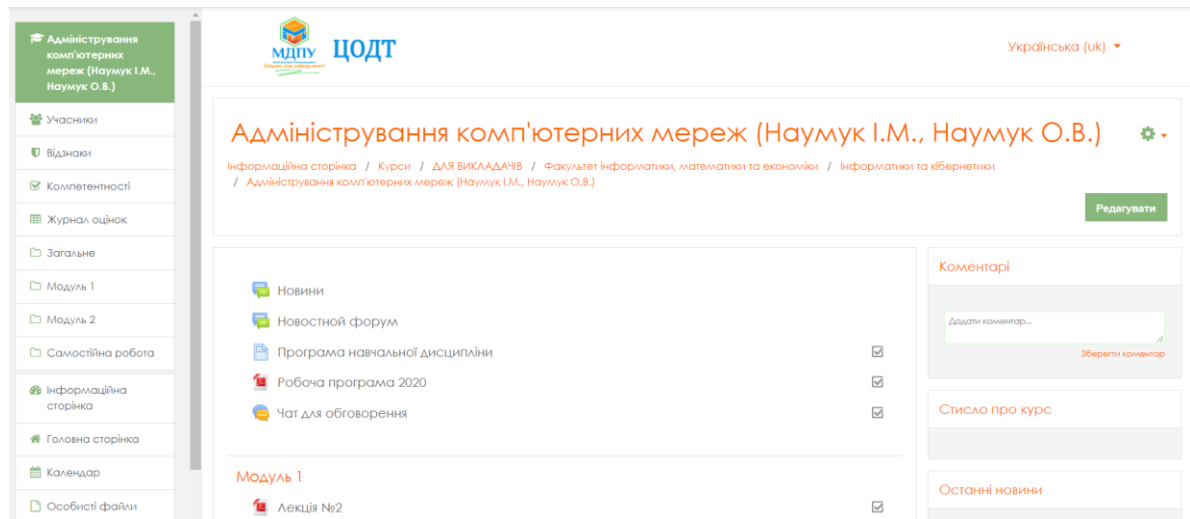 Адміністрування
комп'ютерних
мереж (Наумук І.М.,
Наумук О.В.)
Учасники
Відзнаки
Компетентності
Журнал оцінок
Загальне
Модуль 1
Модуль 2
Самостійна робота
Інформаційна
сторінка
Головна сторінка
Календар
Особисті файли
МДПУ
ЦОДТ
Українська (uk)
Адміністрування комп'ютерних мереж (Наумук І.М., Наумук О.В.)
Інформаційна сторінка / Курси / ДЛЯ ВИКЛАДАЧІВ / Факультет інформатики, математики та економіки / Інформатики та кібернетики
/ Адміністрування комп'ютерних мереж (Наумук І.М., Наумук О.В.)
Редагувати
Новини
Новостной форум
Програма навчальної дисципліни
Робоча програма 2020
Чат для обговорення
Модуль 1
Лекція №2
Коментарі
Додати коментар...
Зберегти коментар
Стисло про курс
Останні новини